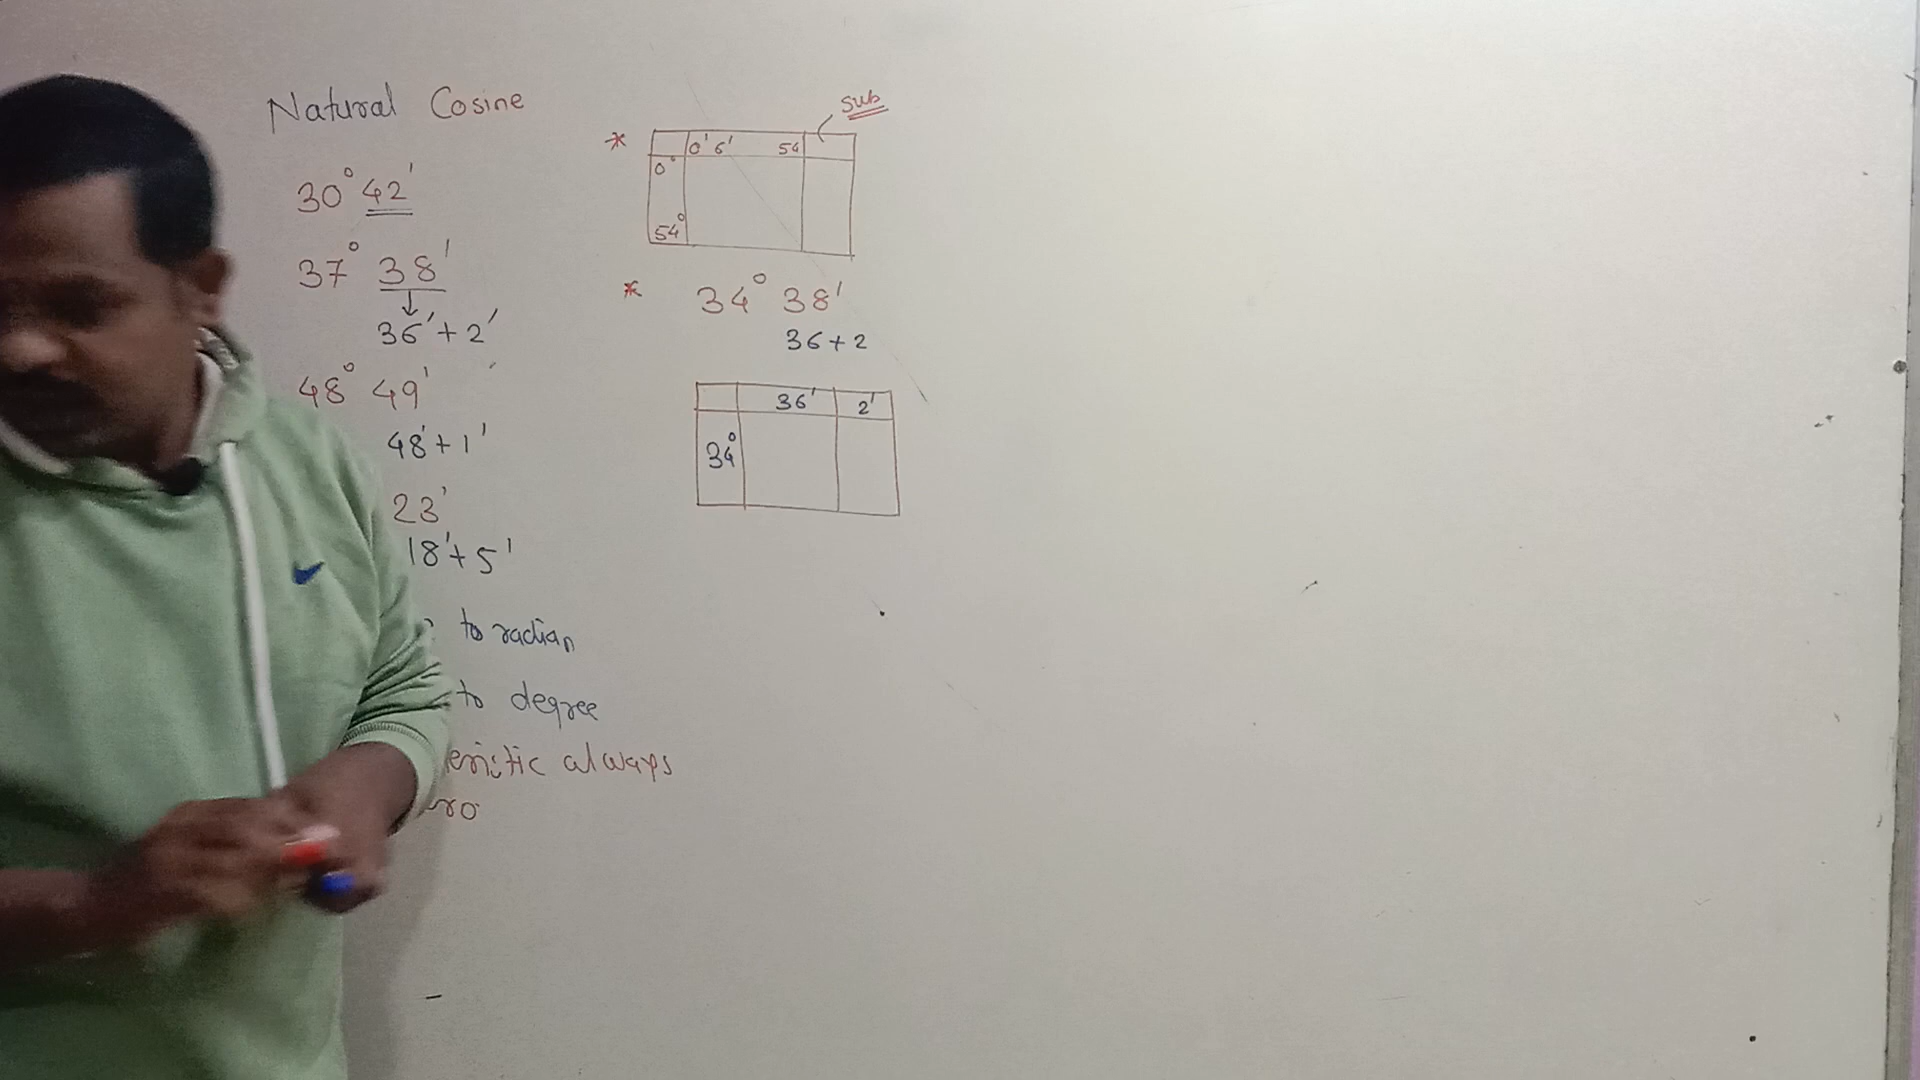 Natural Cosine
30° 42'
37° 38'
36' + 2'
48° 49'
48' + 1'
23'
18' + 5'
to radian
to degree
always
* Sub
0' 6' 54
0°
54°
* 34° 38'
36 + 2
36' 2'
34°